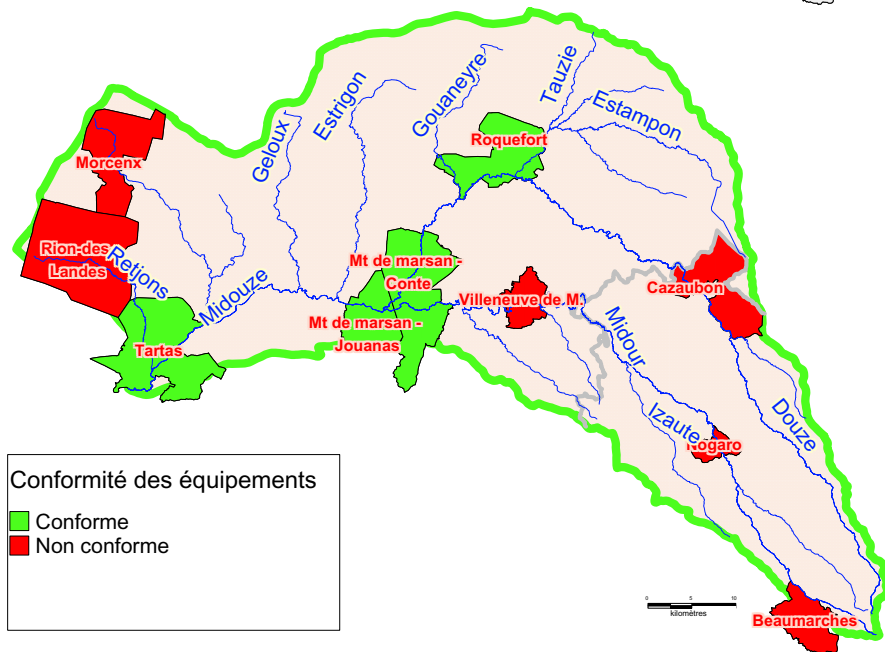 Tauzie
Gouaneyre
Estrigon
Geloux
Estampon
Roquefort
Morcenx
Rion-des
Landes
Retjons
Midouze
Mt de marsan -
Conte
Mt de marsan -
Jouanas
Villeneuve de M.
Cazaubon
Midour
Tartas
Izaute
Douze
Nogaro
Conformité des équipements
Conforme
Non conforme
0 5 10
kilomètres
Beaumarches